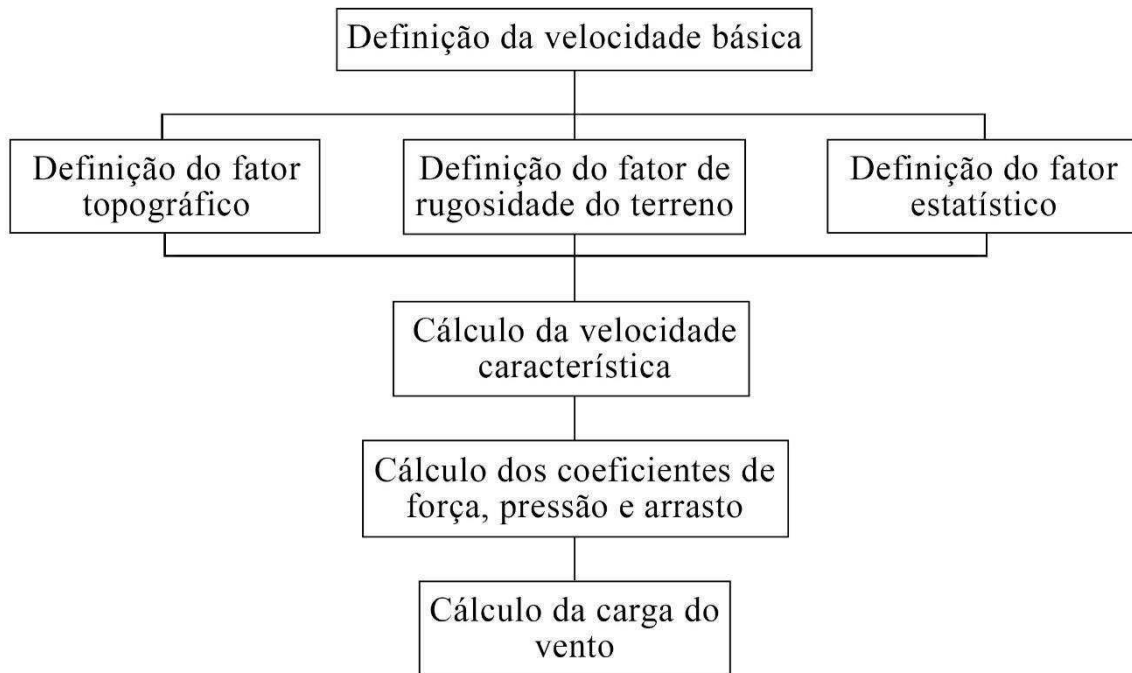 Definição da velocidade básica
Definição do fator
topográfico
Definição do fator de
rugosidade do terreno
Definição do fator
estatístico
Cálculo da velocidade
característica
Cálculo dos coeficientes de
força, pressão e arrasto
Cálculo da carga do
vento